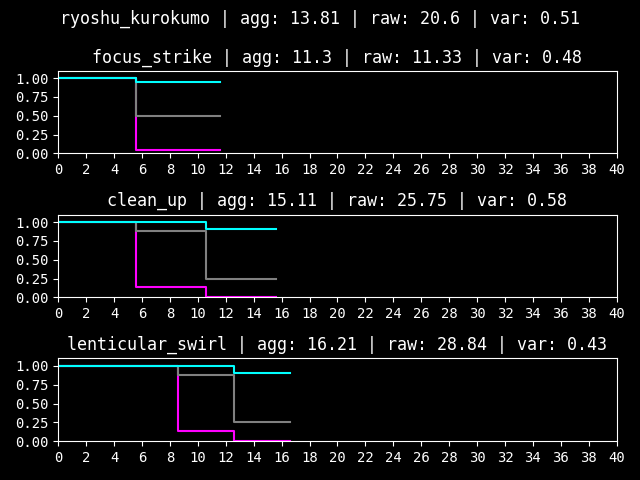 ryoshu_kurokumo | agg: 13.81 | raw: 20.6 | var: 0.51
focus_strike | agg: 11.3 | raw: 11.33 | var: 0.48
1.00
0.75
0.50
0.25
0.00
0 2 4 6 8 10 12 14 16 18 20 22 24 26 28 30 32 34 36 38 40
clean_up | agg: 15.11 | raw: 25.75 | var: 0.58
1.00
0.75
0.50
0.25
0.00
0 2 4 6 8 10 12 14 16 18 20 22 24 26 28 30 32 34 36 38 40
lenticular_swirl | agg: 16.21 | raw: 28.84 | var: 0.43
1.00
0.75
0.50
0.25
0.00
0 2 4 6 8 10 12 14 16 18 20 22 24 26 28 30 32 34 36 38 40